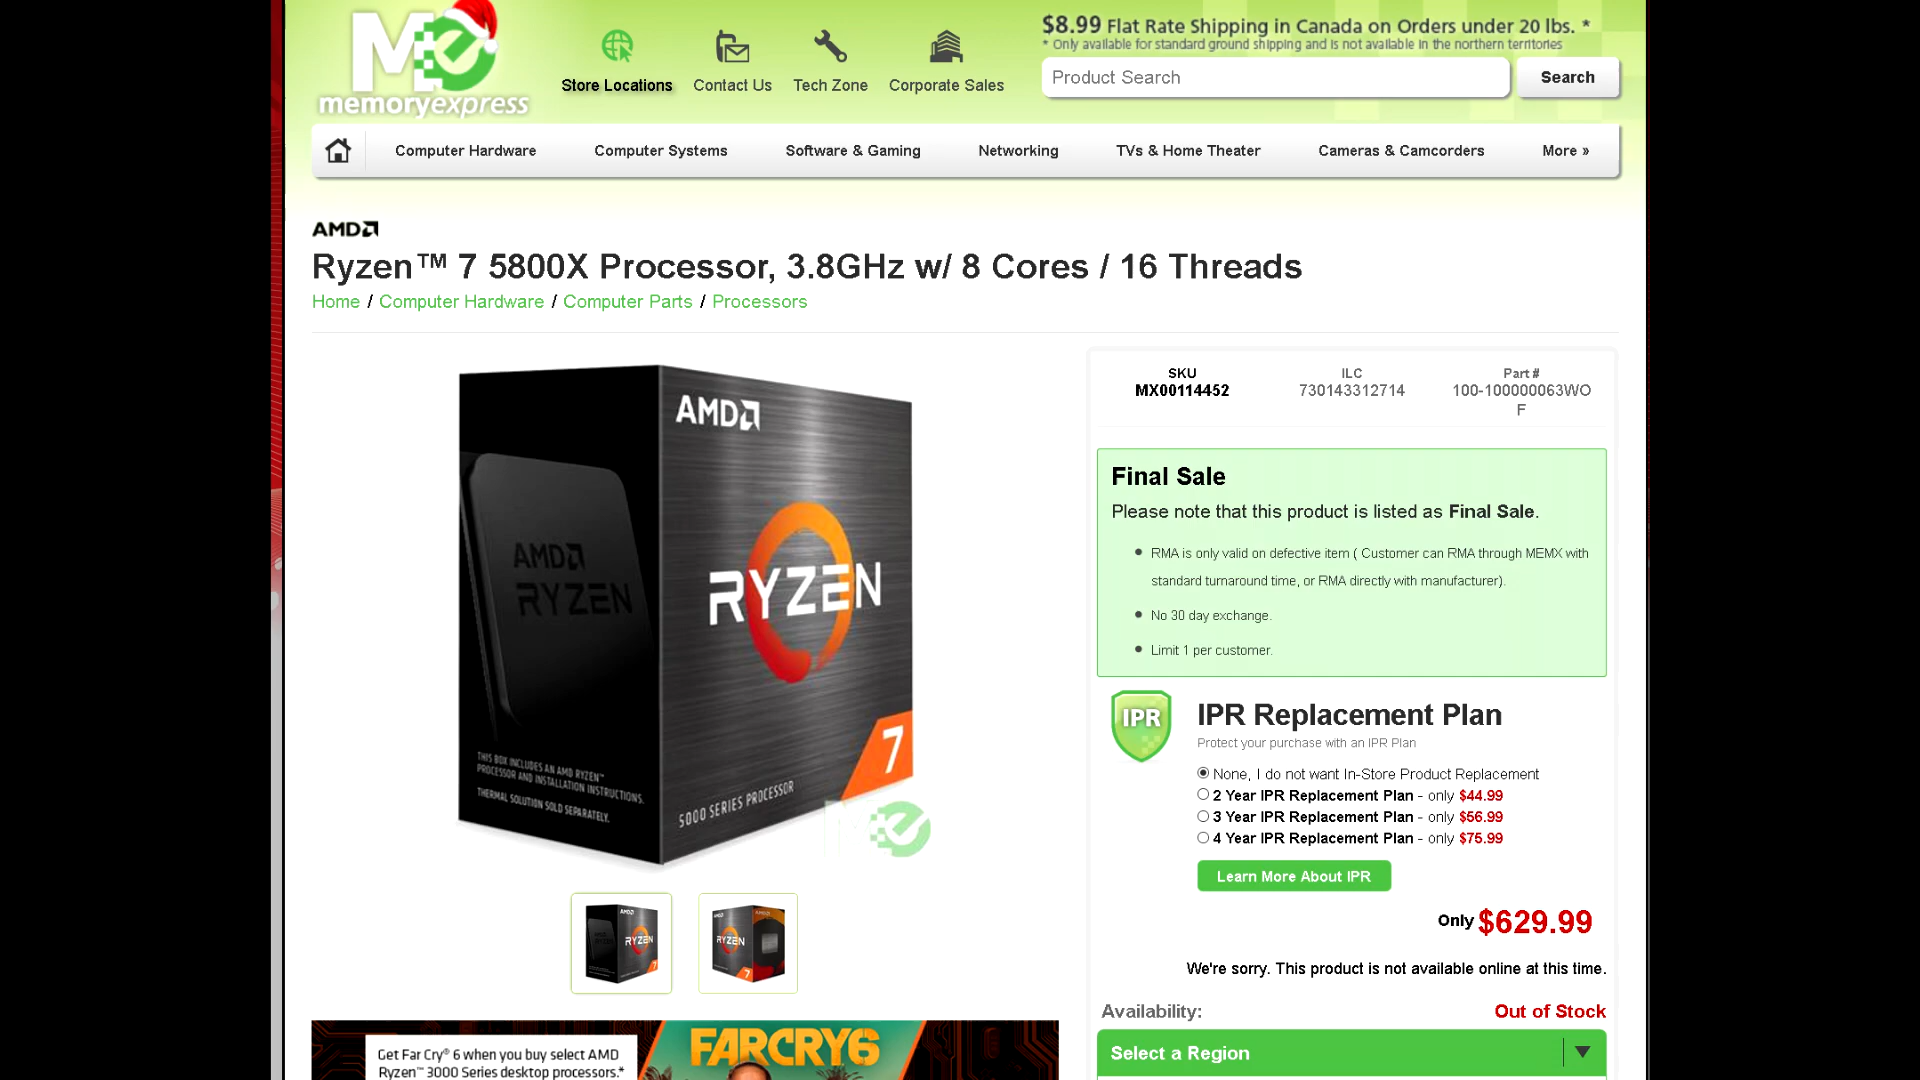 Me
memoryexpress
Store Locations
Contact Us
Tech Zone
Corporate Sales
$8.99 Flat Rate Shipping in Canada on Orders under 20 lbs. *
* Only available for standard ground shipping and is not available in the northern territories
Product Search
Search
Computer Hardware
Computer Systems
Software & Gaming
Networking
TVs & Home Theater
Cameras & Camcorders
More »
AMD
Ryzen™ 7 5800X Processor, 3.8GHz w/ 8 Cores / 16 Threads
Home / Computer Hardware / Computer Parts / Processors
AMD
RYZEN
AMD
RYZEN
7
THIS BOX INCLUDES AN AMD RYZEN™
PROCESSOR AND INSTALLATION INSTRUCTIONS.
THERMAL SOLUTION SOLD SEPARATELY.
5000 SERIES PROCESSOR
Me
AMD
RYZEN
7
RYZEN
7
SKU
MX00114452
ILC
730143312714
Part #
100-100000063WO
F
Final Sale
Please note that this product is listed as Final Sale.
RMA is only valid on defective item ( Customer can RMA through MEMX with
standard turnaround time, or RMA directly with manufacturer).
No 30 day exchange.
Limit 1 per customer.
IPR
IPR Replacement Plan
Protect your purchase with an IPR Plan
None, I do not want In-Store Product Replacement
2 Year IPR Replacement Plan - only $44.99
3 Year IPR Replacement Plan - only $56.99
4 Year IPR Replacement Plan - only $75.99
Learn More About IPR
Only $629.99
We're sorry. This product is not available online at this time.
Availability:
Out of Stock
Select a Region
Get Far Cry® 6 when you buy select AMD
Ryzen™ 3000 Series desktop processors.*
FARCRY6